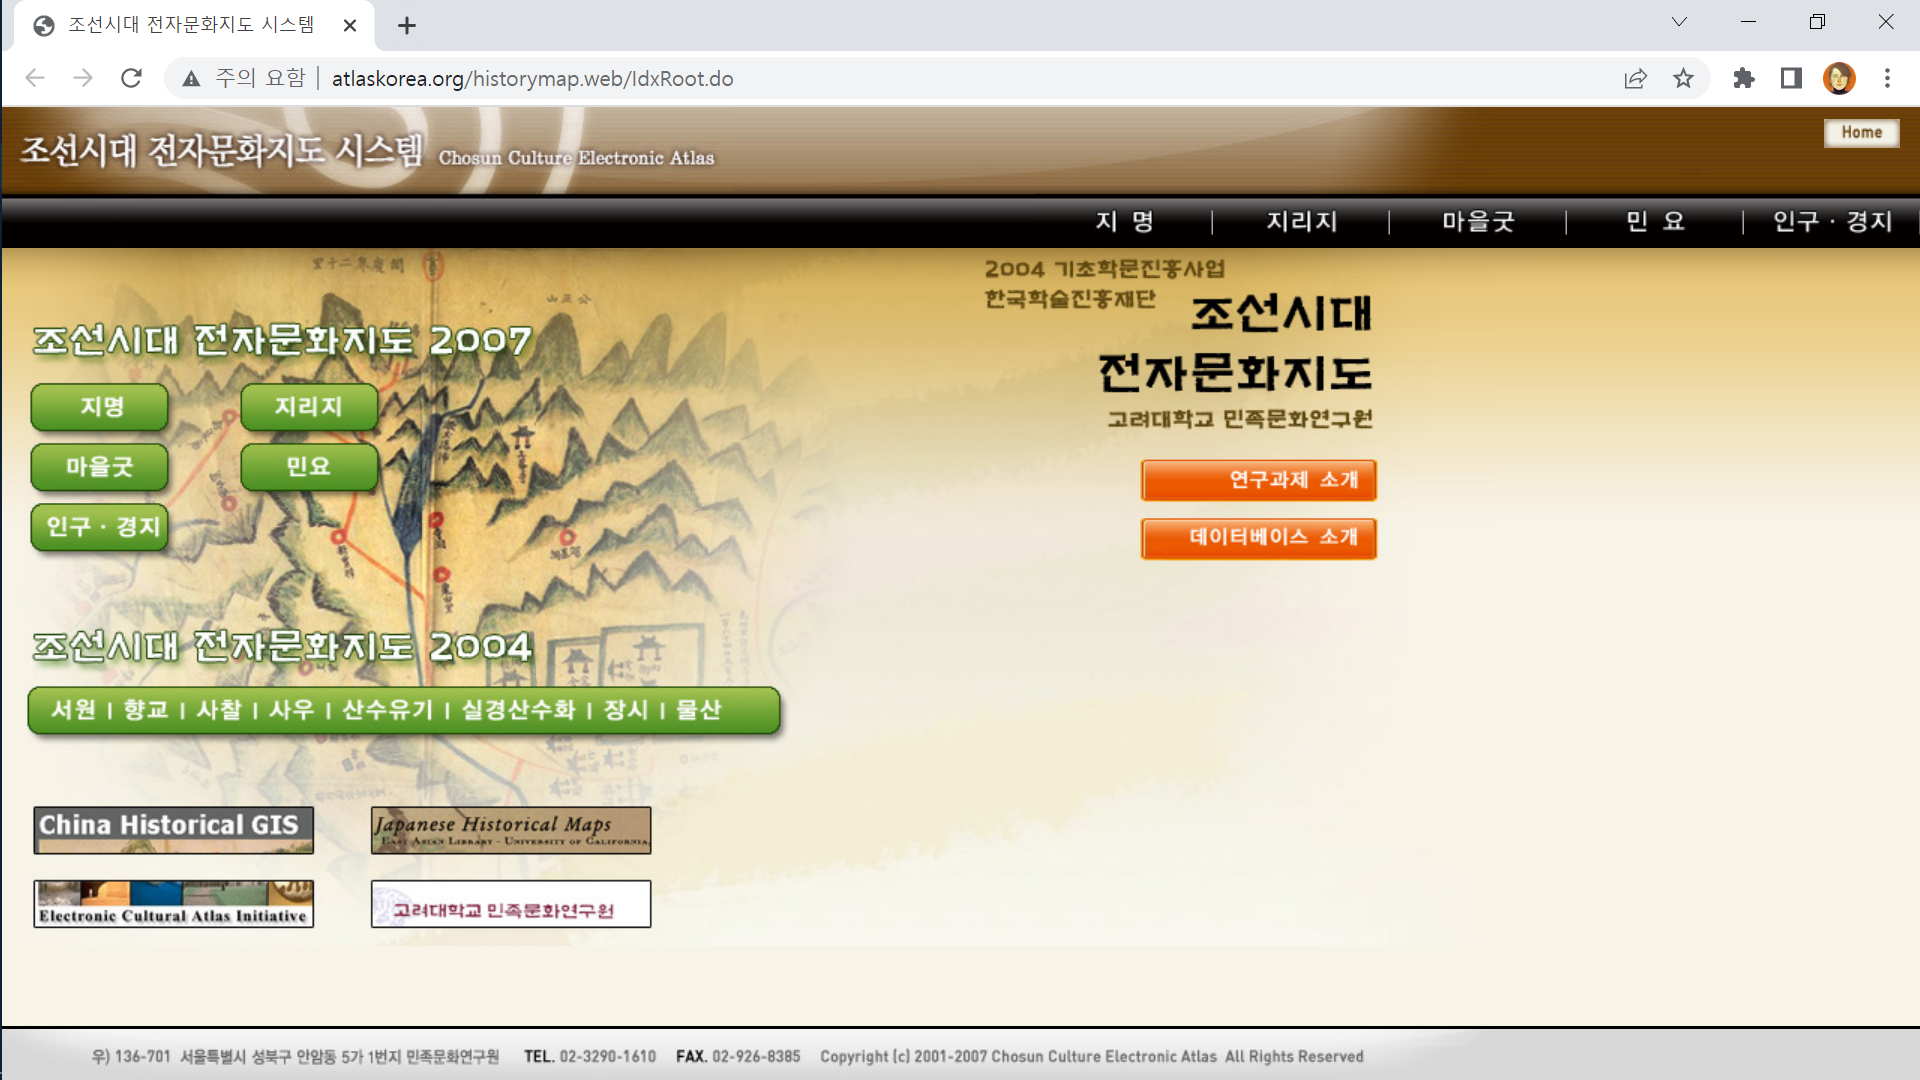 조선시대 전자문화지도 시스템
주의 요함 | atlaskorea.org/historymap.web/IdxRoot.do
조선시대 전자문화지도 시스템 Chosun Culture Electronic Atlas
Home
지 명 | 지리지 | 마을굿 | 민 요 | 인구 · 경지
2004 기초학문진흥사업
한국학술진흥재단
조선시대
전자문화지도
고려대학교 민족문화연구원
연구과제 소개
데이터베이스 소개
조선시대 전자문화지도 2007
지명
지리지
마을굿
민요
인구 · 경지
조선시대 전자문화지도 2004
서원 | 향교 | 사찰 | 사우 | 산수유기 | 실경산수화 | 장시 | 물산
China Historical GIS
Japanese Historical Maps
East Asian Library - University of California,
Electronic Cultural Atlas Initiative
고려대학교 민족문화연구원
우) 136-701 서울특별시 성북구 안암동 5가 1번지 민족문화연구원 TEL. 02-3290-1610 FAX. 02-926-8385 Copyright (c) 2001-2007 Chosun Culture Electronic Atlas All Rights Reserved